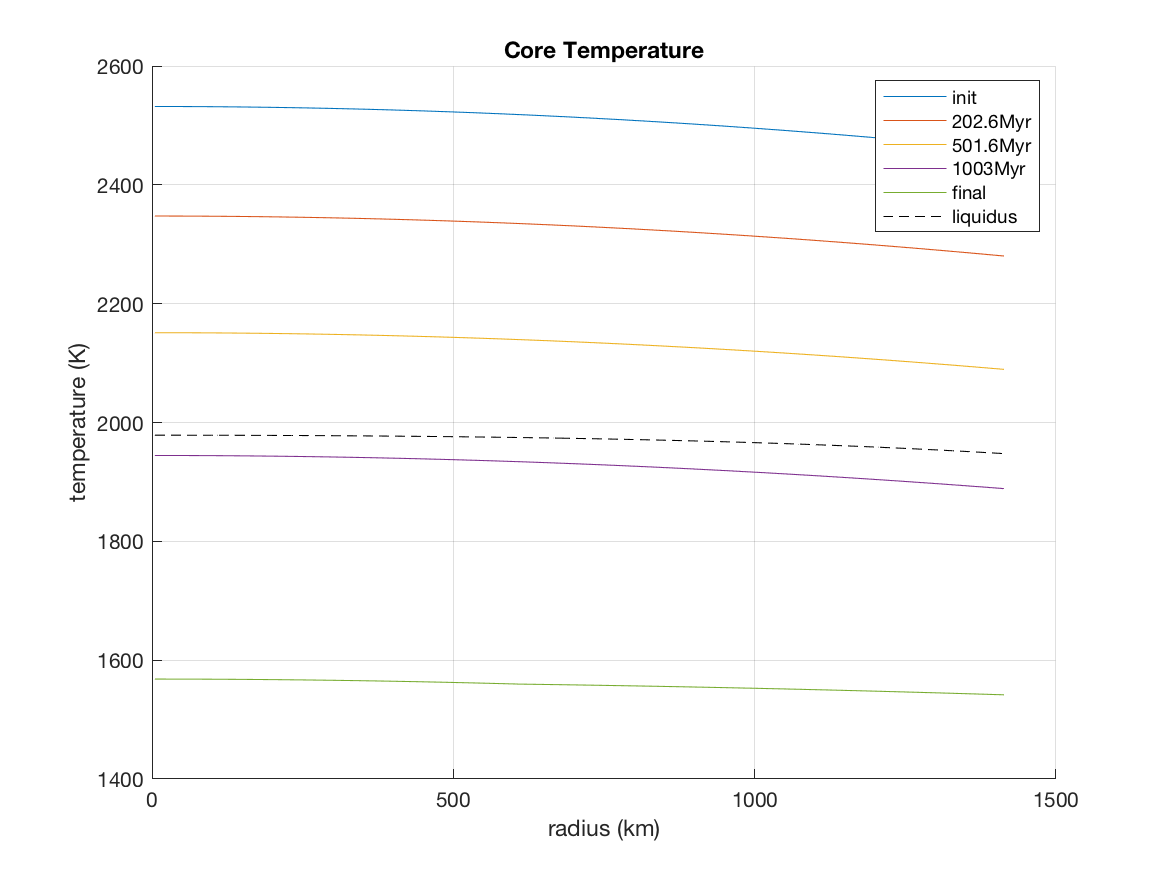 Core Temperature
2600
2400
2200
2000
1800
1600
1400
temperature (K)
init
202.6Myr
501.6Myr
1003Myr
final
liquidus
0
500
1000
1500
radius (km)